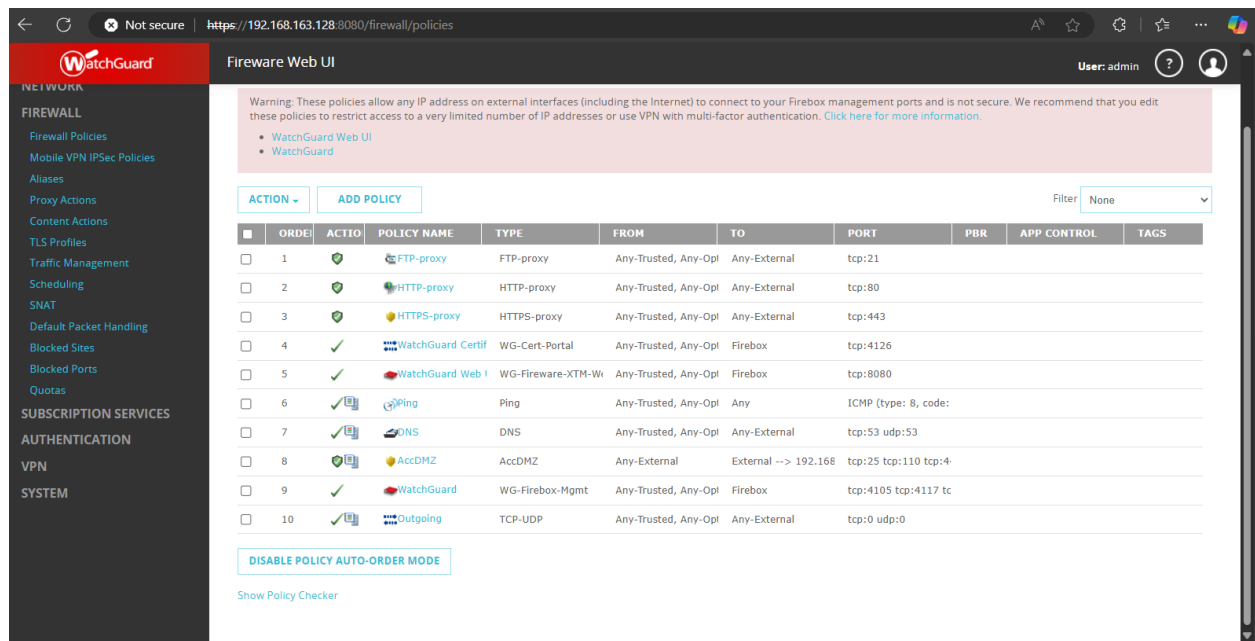 Not secure https://192.168.163.128:8080/firewall/policies
WatchGuard Fireware Web UI User: admin ?
NETWORK
FIREWALL
Firewall Policies
Mobile VPN IPSec Policies
Aliases
Proxy Actions
Content Actions
TLS Profiles
Traffic Management
Scheduling
SNAT
Default Packet Handling
Blocked Sites
Blocked Ports
Quotas
SUBSCRIPTION SERVICES
AUTHENTICATION
VPN
SYSTEM
Warning: These policies allow any IP address on external interfaces (including the Internet) to connect to your Firebox management ports and is not secure. We recommend that you edit
these policies to restrict access to a very limited number of IP addresses or use VPN with multi-factor authentication. Click here for more information.
WatchGuard Web UI
WatchGuard
ACTION ADD POLICY Filter None
ORDE ACTIO POLICY NAME TYPE FROM TO PORT PBR APP CONTROL TAGS
1 FTP-proxy FTP-proxy Any-Trusted, Any-Opt Any-External tcp:21
2 HTTP-proxy HTTP-proxy Any-Trusted, Any-Opt Any-External tcp:80
3 HTTPS-proxy HTTPS-proxy Any-Trusted, Any-Opt Any-External tcp:443
4 WatchGuard Certif WG-Cert-Portal Any-Trusted, Any-Opt Firebox tcp:4126
5 WatchGuard Web WG-Fireware-XTM-We Any-Trusted, Any-Opt Firebox tcp:8080
6 Ping Ping Any-Trusted, Any-Opt Any ICMP (type: 8, code:
7 DNS DNS Any-Trusted, Any-Opt Any-External tcp:53 udp:53
8 AccDMZ AccDMZ Any-External External --> 192.168 tcp:25 tcp:110 tcp:4
9 WatchGuard WG-Firebox-Mgmt Any-Trusted, Any-Opt Firebox tcp:4105 tcp:4117 tc
10 Outgoing TCP-UDP Any-Trusted, Any-Opt Any-External tcp:0 udp:0
DISABLE POLICY AUTO-ORDER MODE
Show Policy Checker